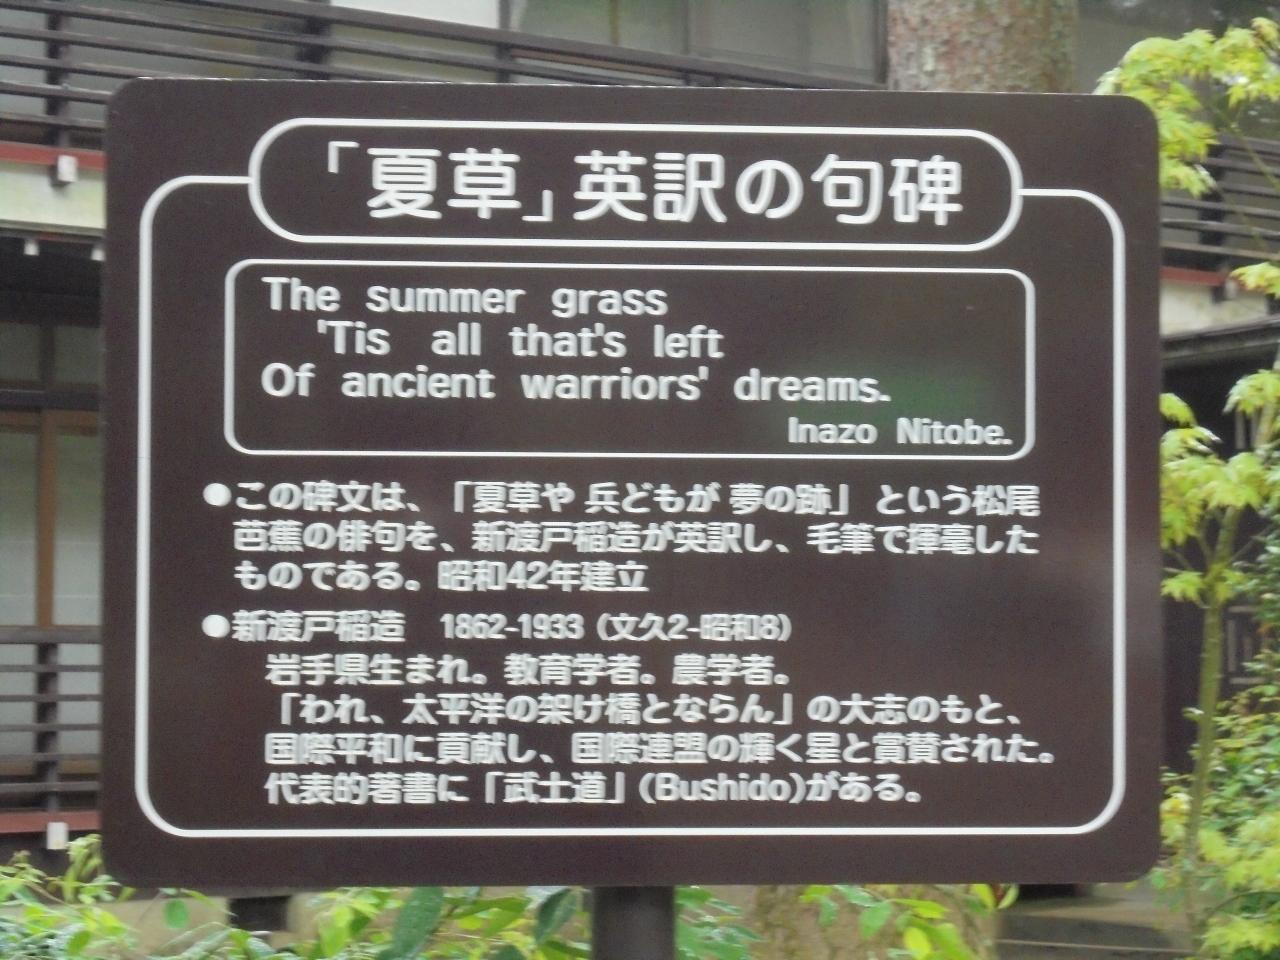 「夏草」英訳の句碑
The summer grass
'Tis all that's left
Of ancient warriors' dreams.
Inazo Nitobe.
●この碑文は、「夏草や 兵どもが 夢の跡」という松尾
芭蕉の俳句を、新渡戸稲造が英訳し、毛筆で揮毫した
ものである。昭和42年建立
●新渡戸稲造 1862-1933（文久2-昭和8）
岩手県生まれ。教育学者。農学者。
「われ、太平洋の架け橋とならん」の大志のもと、
国際平和に貢献し、国際連盟の輝く星と賞賛された。
代表的著書に「武士道」(Bushido)がある。